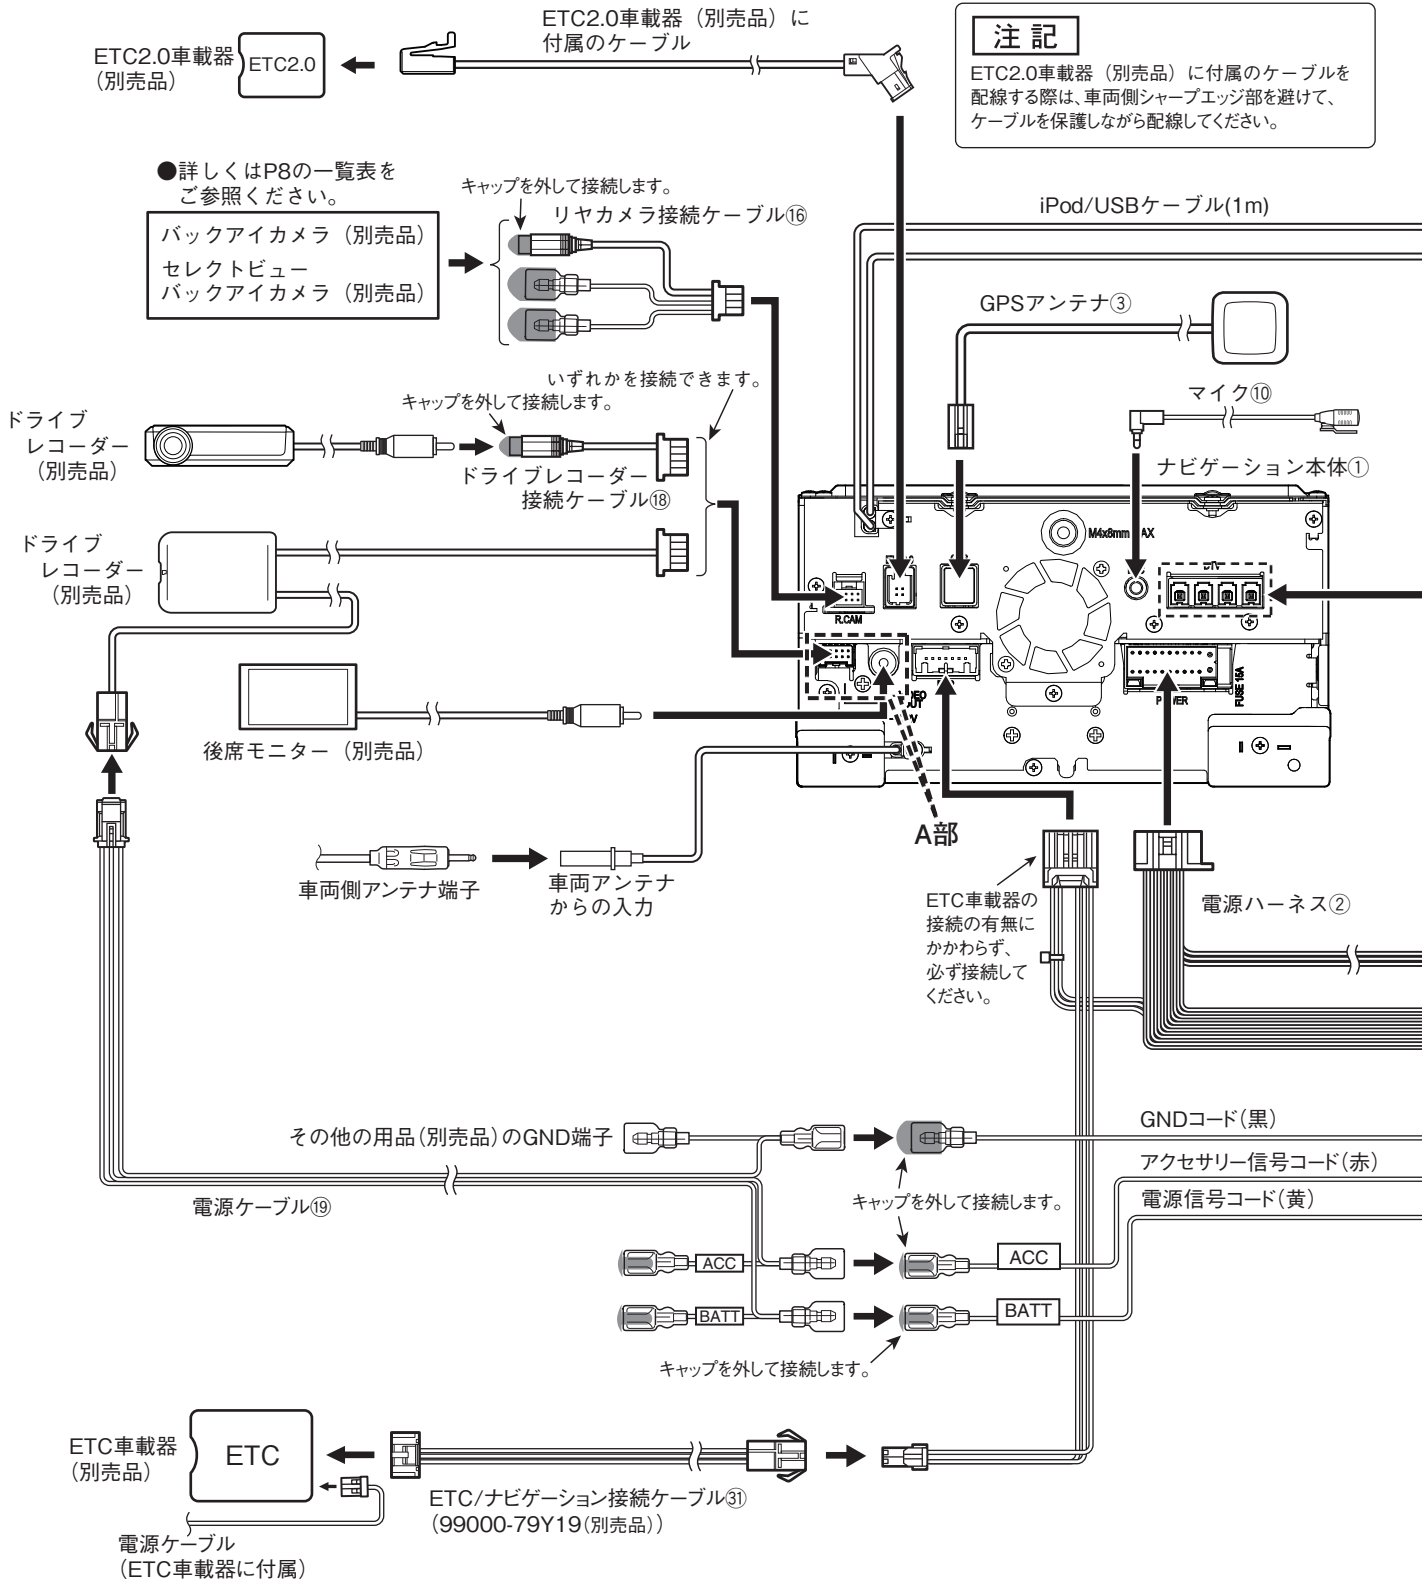 ETC2.0車載器（別売品）に
付属のケーブル
ETC2.0車載器
（別売品）
ETC2.0
注 記
ETC2.0車載器（別売品）に付属のケーブルを
配線する際は、車両側シャープエッジ部を避けて、
ケーブルを保護しながら配線してください。
●詳しくはP8の一覧表を
ご参照ください。
バックアイカメラ（別売品）
セレクトビュー
バックアイカメラ（別売品）
キャップを外して接続します。
リヤカメラ接続ケーブル⑯
iPod/USBケーブル(1m)
GPSアンテナ③
マイク⑩
ナビゲーション本体①
いずれかを接続できます。
キャップを外して接続します。
ドライブ
レコーダー
（別売品）
ドライブレコーダー
接続ケーブル⑱
ドライブ
レコーダー
（別売品）
M4x8mm
AX
R.CAM
FUSE 15A
後席モニター（別売品）
A部
車両側アンテナ端子
車両アンテナ
からの入力
ETC車載器の
接続の有無に
かかわらず、
必ず接続して
ください。
電源ハーネス②
その他の用品（別売品）のGND端子
GNDコード（黒）
アクセサリー信号コード（赤）
電源信号コード（黄）
電源ケーブル⑲
キャップを外して接続します。
ACC
ACC
BATT
BATT
キャップを外して接続します。
ETC車載器
（別売品）
ETC
ETC/ナビゲーション接続ケーブル㉛
（99000-79Y19（別売品））
電源ケーブル
（ETC車載器に付属）